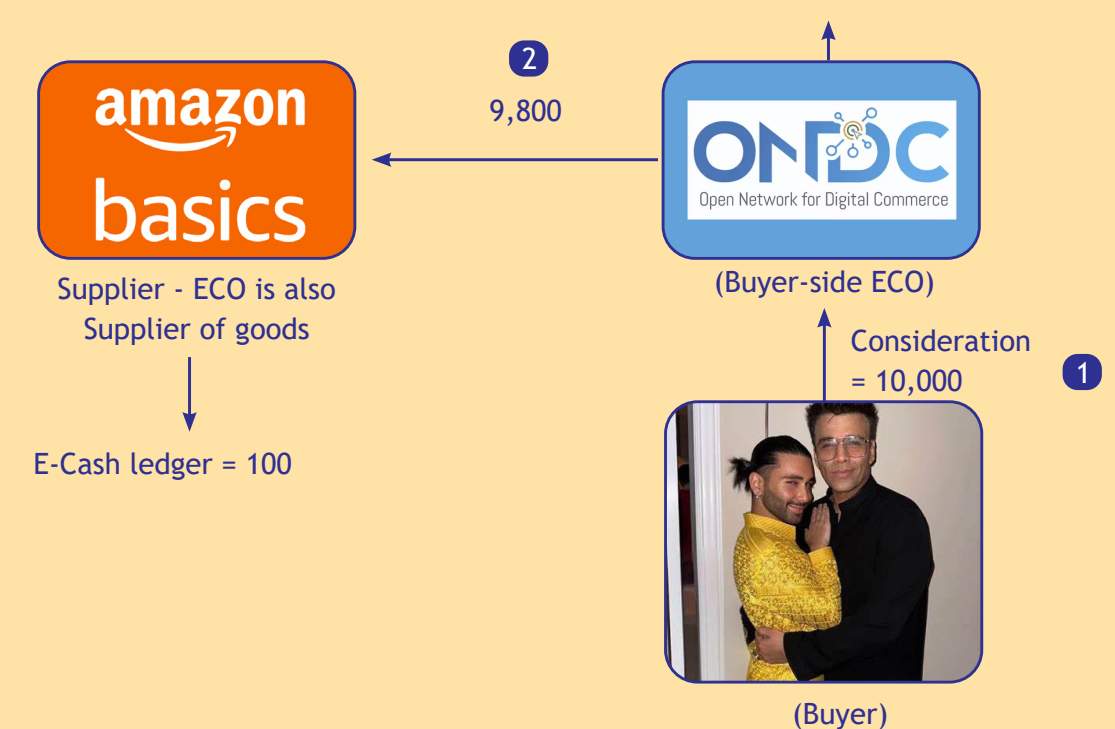 2
amazon
basics
9,800
ONDC
Open Network for Digital Commerce
Supplier - ECO is also
Supplier of goods
(Buyer-side ECO)
Consideration
= 10,000
1
E-Cash ledger = 100
(Buyer)